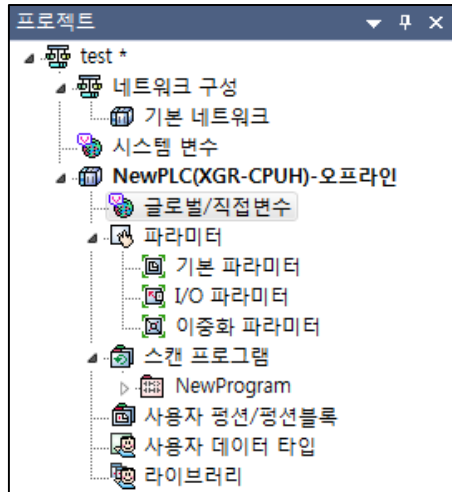 프로젝트
test *
네트워크 구성
기본 네트워크
시스템 변수
NewPLC(XGR-CPUH)-오프라인
글로벌/직접변수
파라미터
기본 파라미터
I/O 파라미터
이중화 파라미터
스캔 프로그램
NewProgram
사용자 펑션/펑션블록
사용자 데이터 타입
라이브러리